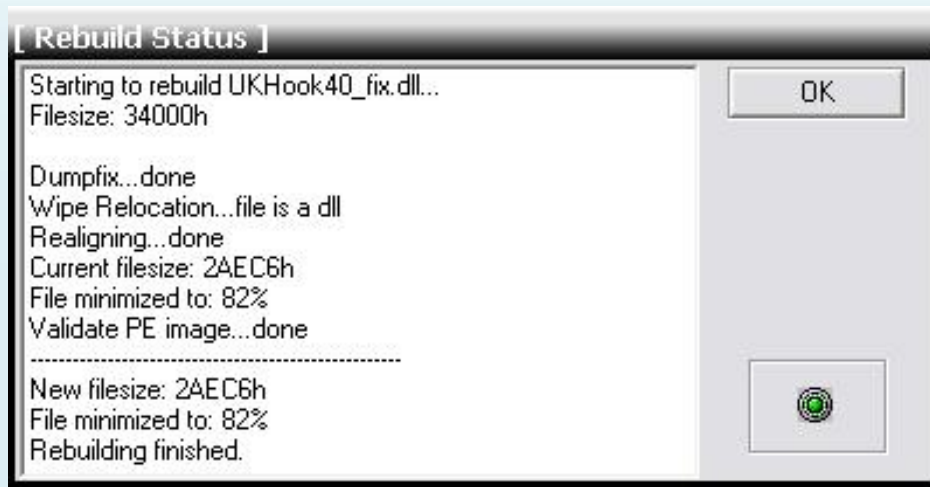 [ Rebuild Status ]
Starting to rebuild UKHook40_fix.dll...
Filesize: 34000h
Dumpfix...done
Wipe Relocation...file is a dll
Realigning...done
Current filesize: 2AEC6h
File minimized to: 82%
Validate PE image...done
--------------------------------------------------
New filesize: 2AEC6h
File minimized to: 82%
Rebuilding finished.
OK